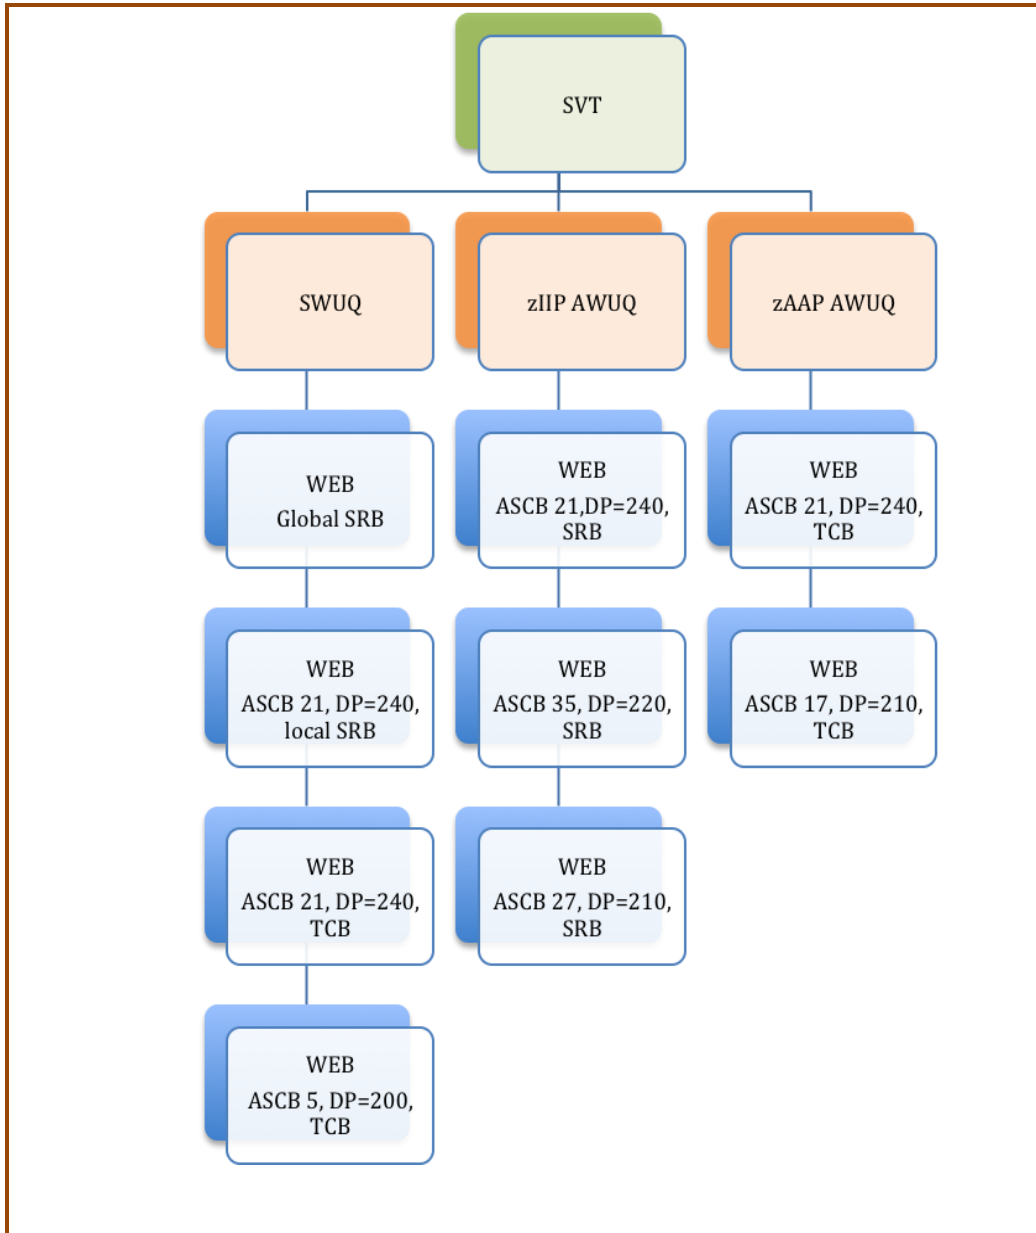 SVT
SWUQ
zIIP AWUQ
zAAP AWUQ
WEB
Global SRB
WEB
ASCB 21,DP=240,
SRB
WEB
ASCB 21, DP=240,
TCB
WEB
ASCB 21, DP=240,
local SRB
WEB
ASCB 35, DP=220,
SRB
WEB
ASCB 17, DP=210,
TCB
WEB
ASCB 21, DP=240,
TCB
WEB
ASCB 27, DP=210,
SRB
WEB
ASCB 5, DP=200,
TCB